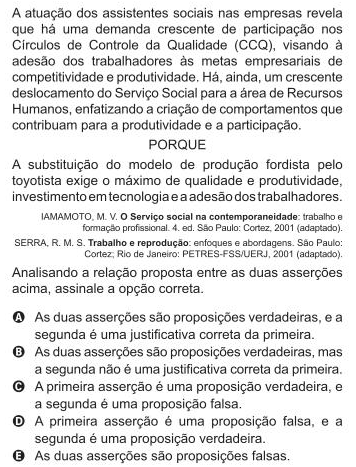 A atuação dos assistentes sociais nas empresas revela
que há uma demanda crescente de participação nos
Círculos de Controle da Qualidade (CCQ), visando à
adesão dos trabalhadores às metas empresariais de
competitividade e produtividade. Há, ainda, um crescente
deslocamento do Serviço Social para a área de Recursos
Humanos, enfatizando a criação de comportamentos que
contribuam para a produtividade e a participação.
PORQUE
A substituição do modelo de produção fordista pelo
toyotista exige o máximo de qualidade e produtividade,
investimento em tecnologia e a adesão dos trabalhadores.
IAMAMOTO, M. V. O Serviço social na contemporaneidade: trabalho e
formação profissional. 4. ed. São Paulo: Cortez, 2001 (adaptado).
SERRA, R. M. S. Trabalho e reprodução: enfoques e abordagens. São Paulo:
Cortez; Rio de Janeiro: PETRES-FSS/UERJ, 2001 (adaptado).
Analisando a relação proposta entre as duas asserções
acima, assinale a opção correta.
A As duas asserções são proposições verdadeiras, e a
segunda é uma justificativa correta da primeira.
B As duas asserções são proposições verdadeiras, mas
a segunda não é uma justificativa correta da primeira.
C A primeira asserção é uma proposição verdadeira, e
a segunda é uma proposição falsa.
D A primeira asserção é uma proposição falsa, e a
segunda é uma proposição verdadeira.
E As duas asserções são proposições falsas.